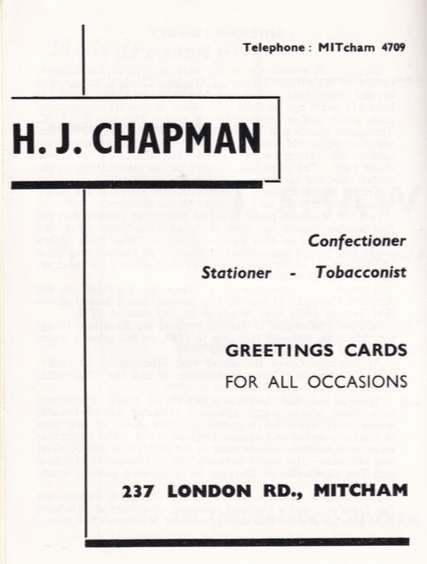 Telephone : MITcham 4709
H. J. CHAPMAN
Confectioner
Stationer - Tobacconist
GREETINGS CARDS
FOR ALL OCCASIONS
237 LONDON RD., MITCHAM